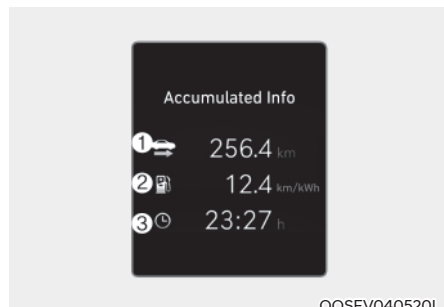 Accumulated Info
1 256.4 km
2 12.4 km/kWh
3 23:27 h
OOSEV040520L